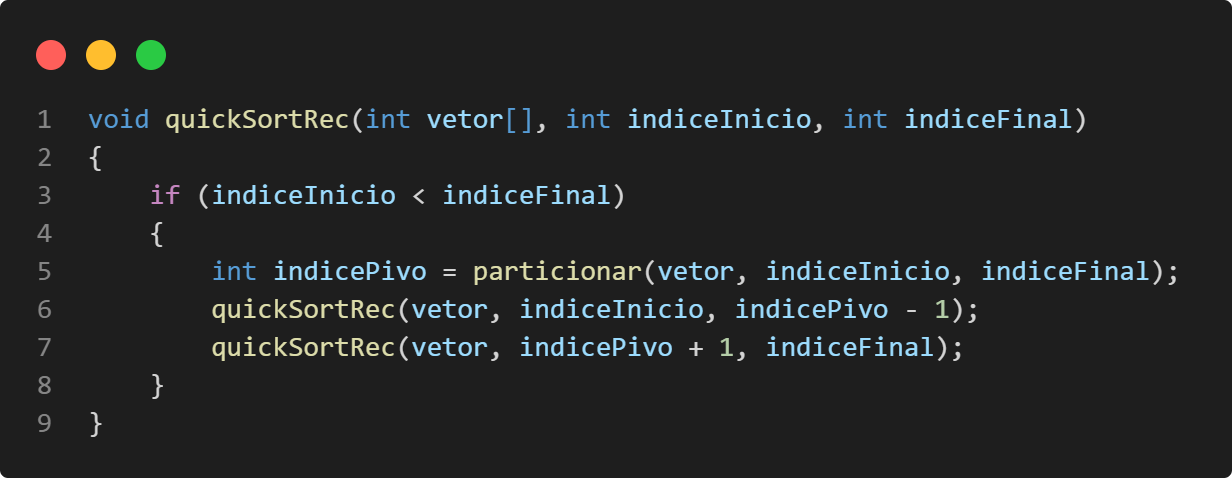 1 void quickSortRec(int vetor[], int indiceInicio, int indiceFinal)
2 {
3     if (indiceInicio < indiceFinal)
4     {
5         int indicePivo = particionar(vetor, indiceInicio, indiceFinal);
6         quickSortRec(vetor, indiceInicio, indicePivo - 1);
7         quickSortRec(vetor, indicePivo + 1, indiceFinal);
8     }
9 }